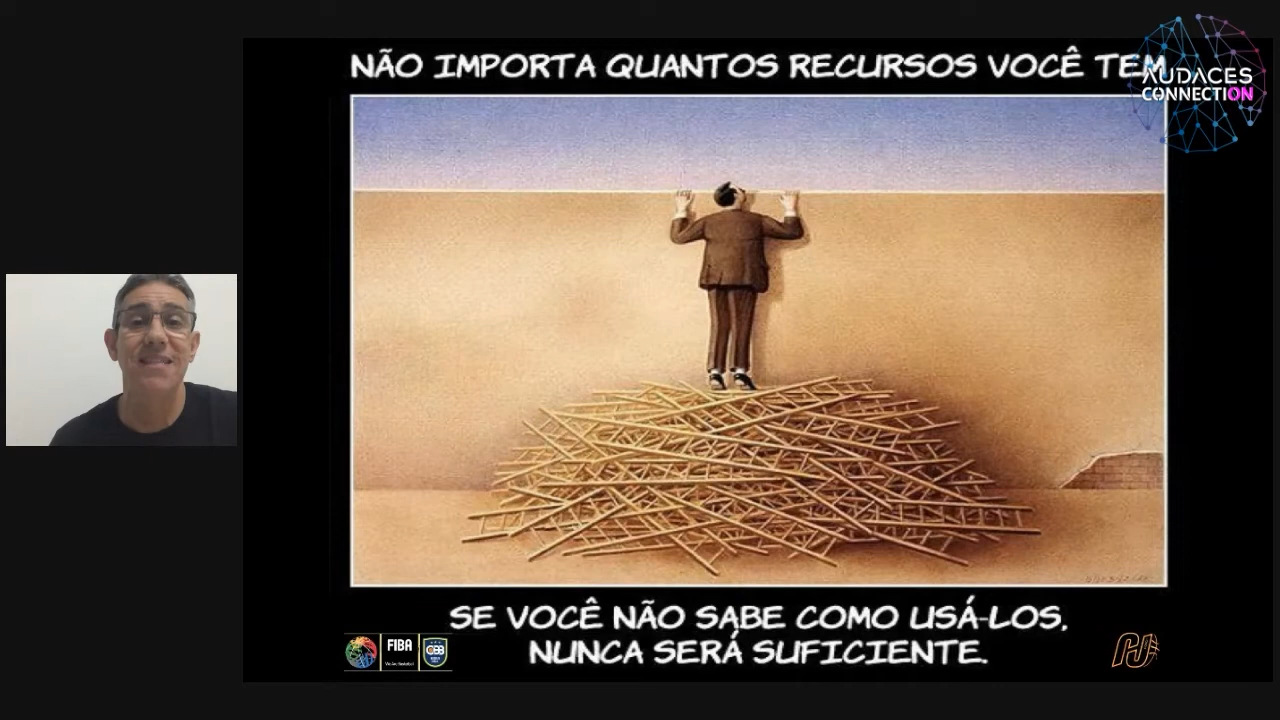 NÃO IMPORTA QUANTOS RECURSOS VOCÊ TEM
AUDACES
CONNECTION
SE VOCÊ NÃO SABE COMO USÁ-LOS,
NUNCA SERÁ SUFICIENTE.
FIBA